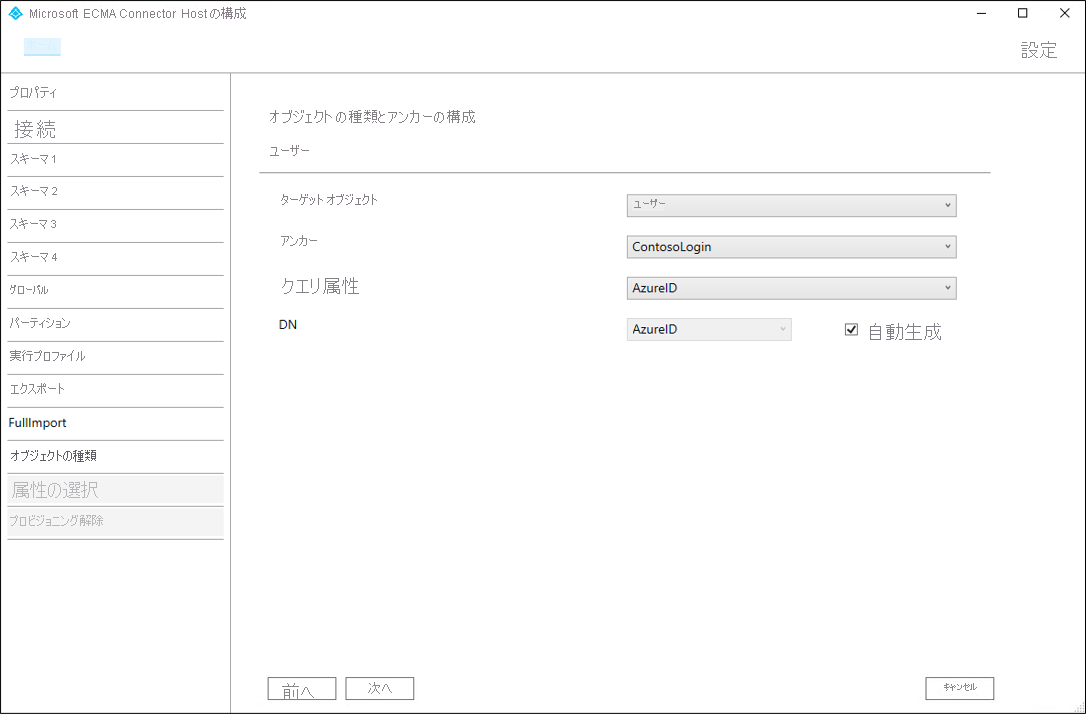 Microsoft ECMA Connector Hostの構成
設定
プロパティ
接続
スキーマ 1
スキーマ 2
スキーマ 3
スキーマ 4
グローバル
パーティション
実行プロファイル
エクスポート
FullImport
オブジェクトの種類
属性の選択
プロビジョニング解除
オブジェクトの種類とアンカーの構成
ユーザー
ターゲット オブジェクト ユーザー
アンカー ContosoLogin
クエリ属性 AzureID
DN AzureID 自動生成
前へ 次へ キャンセル